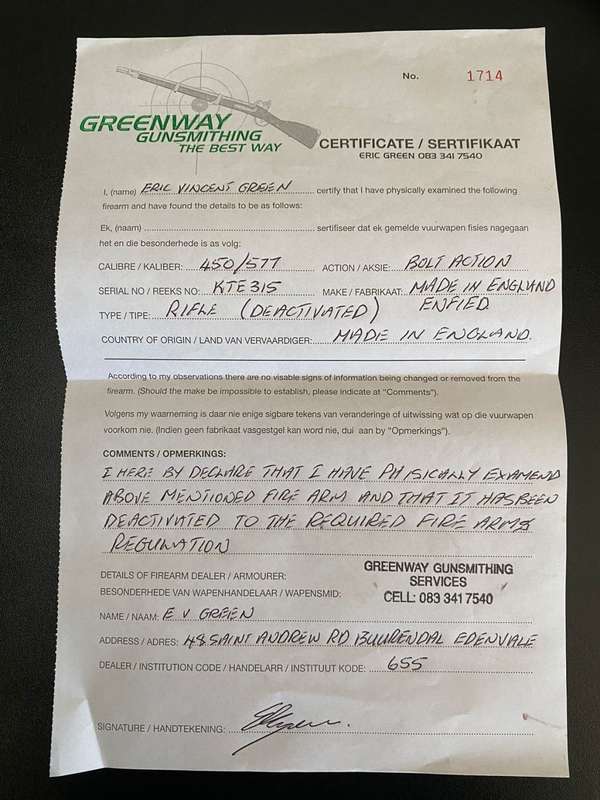 No. 1714
GREENWAY
GUNSMITHING
THE BEST WAY
CERTIFICATE / SERTIFIKAAT
ERIC GREEN 083 341 7540
I, (name) ERIC VINCENT GREEN certify that I have physically examined the following
firearm and have found the details to be as follows:
Ek, (naam) sertifiseer dat ek gemelde vuurwapen fisies nagegaan
het en die besonderhede is as volg:
CALIBRE / KALIBER: 450/577 ACTION / AKSIE: BOLT ACTION
SERIAL NO / REEKS NO: KTE315 MAKE / FABRIKAAT: MADE IN ENGLAND
ENFIED
TYPE / TIPE: RIFLE (DEACTIVATED)
COUNTRY OF ORIGIN / LAND VAN VERVAARDIGER: MADE IN ENGLAND.
According to my observations there are no visable signs of information being changed or removed from the
firearm. (Should the make be impossible to establish, please indicate at "Comments").
Volgens my waarneming is daar nie enige sigbare tekens van veranderinge of uitwissing wat op die vuurwapen
voorkom nie. (Indien geen fabrikaat vasgestgel kan word nie, dui aan by "Opmerkings").
COMMENTS / OPMERKINGS:
I HERE BY DECLARE THAT I HAVE PHISICALLY EXAMEND
ABOVE MENTIONED FIRE ARM AND THAT IT HAS BEEN
DEACTIVATED TO THE REQUIRED FIRE ARMS
REGULATION
GREENWAY GUNSMITHING
SERVICES
CELL: 083 341 7540
DETAILS OF FIREARM DEALER / ARMOURER:
BESONDERHEDE VAN WAPENHANDELAAR / WAPENSMID:
NAME / NAAM: E V GREEN
ADDRESS / ADRES: 48 SAINT ANDREW RD BUURENDAL EDENVALE
DEALER / INSTITUTION CODE / HANDELARR / INSTITUUT KODE: 655
SIGNATURE / HANDTEKENING: